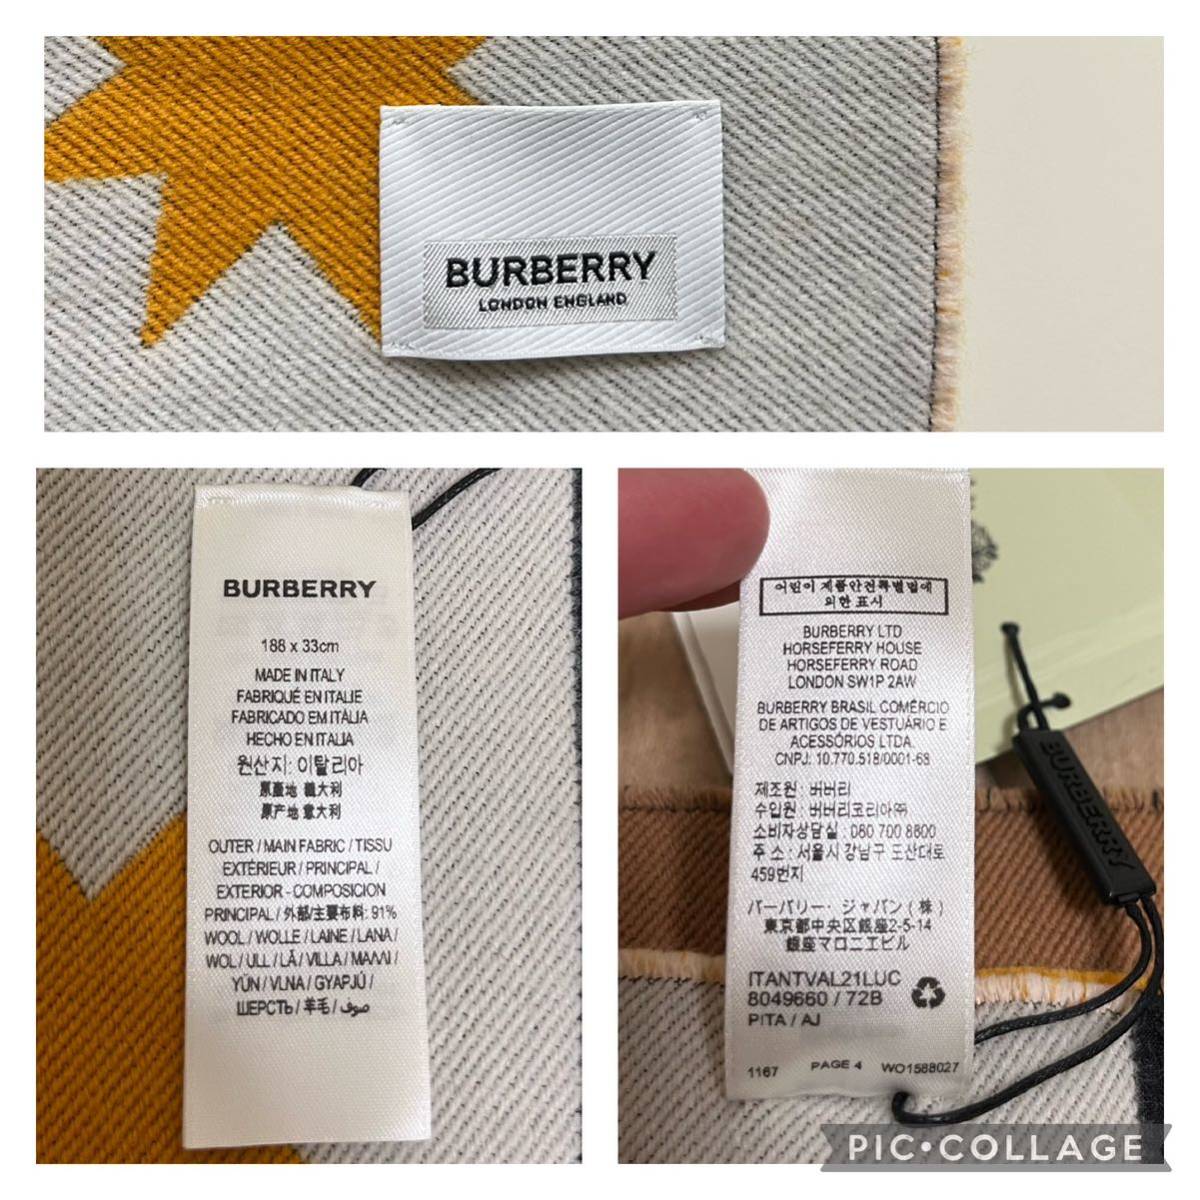 BURBERRY
LONDON ENGLAND
BURBERRY
188 x 33cm
MADE IN ITALY
FABRIQUÉ EN ITALIE
FABRICADO EM ITÁLIA
HECHO EN ITALIA
원산지: 이탈리아
原產地 義大利
原产地 意大利
OUTER / MAIN FABRIC / TISSU
EXTÉRIEUR / PRINCIPAL /
EXTERIOR - COMPOSICION
PRINCIPAL / 外部/主要布料: 91%
WOOL / WOLLE / LAINE / LANA /
WOL / ULL / LÃ / VILLA / ΜΑΛΛΙ /
YÜN / VLNA / GYAPJÚ /
ШЕРСТЬ / 羊毛 / صوف
어린이 제품안전특별법에
의한 표시
BURBERRY LTD
HORSEFERRY HOUSE
HORSEFERRY ROAD
LONDON SW1P 2AW
BURBERRY BRASIL COMÉRCIO
DE ARTIGOS DE VESTUÁRIO E
ACESSÓRIOS LTDA.
CNPJ: 10.770.518/0001-68
제조원 : 버버리
수입원 : 버버리코리아㈜
소비자상담실 : 080 700 8800
주 소 : 서울시 강남구 도산대로
459번지
バーバリー・ジャパン ( 株 )
東京都中央区銀座2-5-14
銀座マロニエビル
ITANTVAL21LUC
8049660 / 72B
PITA / AJ
1167 PAGE 4 WO1588027
BURBERRY
PIC•COLLAGE